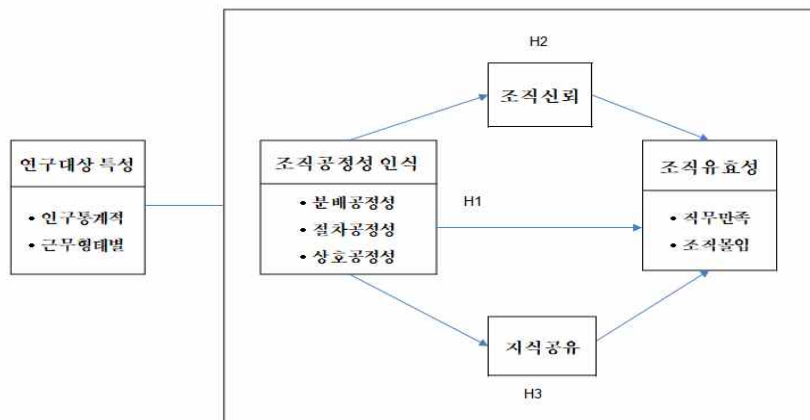 H2
조직신뢰
연구대상 특성
• 인구통계적
• 근무형태별
조직공정성 인식
• 분배공정성
• 절차공정성
• 상호공정성
H1
조직유효성
• 직무만족
• 조직몰입
지식공유
H3